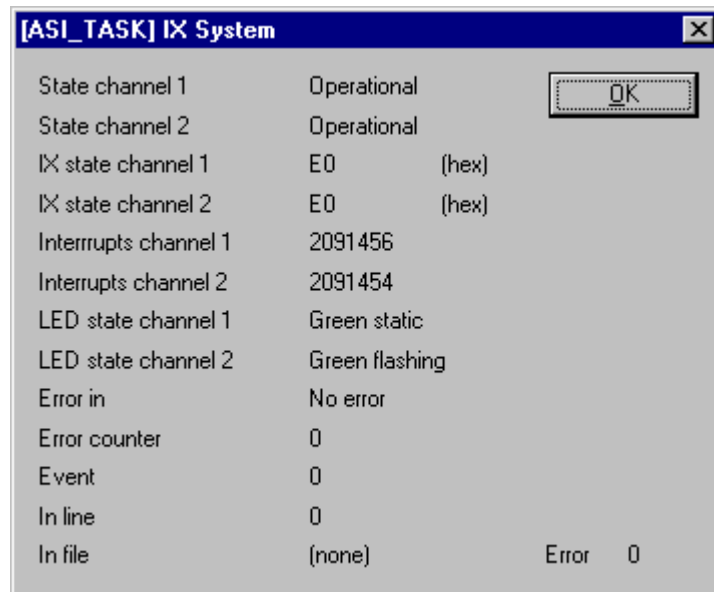 [ASI_TASK] IX System
State channel 1 Operational OK
State channel 2 Operational
IX state channel 1 E0 (hex)
IX state channel 2 E0 (hex)
Interrrupts channel 1 2091456
Interrupts channel 2 2091454
LED state channel 1 Green static
LED state channel 2 Green flashing
Error in No error
Error counter 0
Event 0
In line 0
In file (none) Error 0